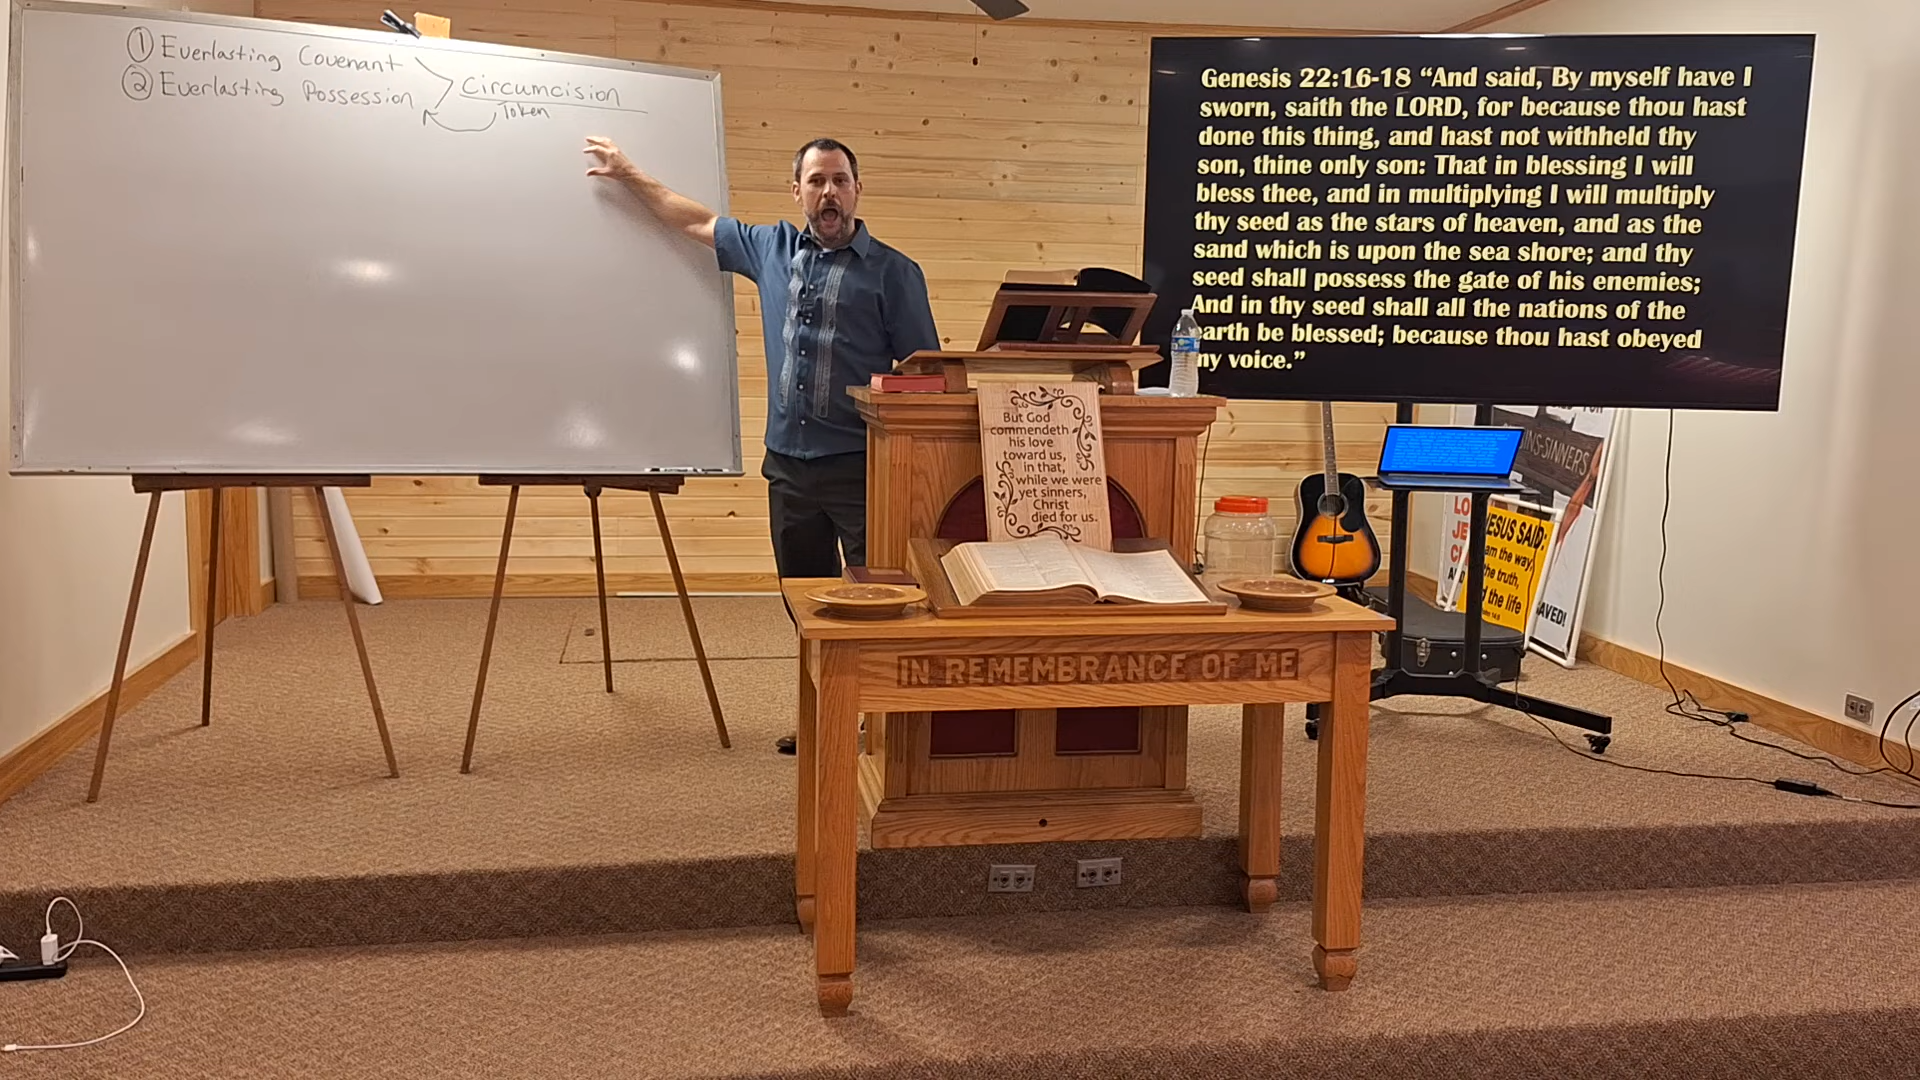 ① Everlasting Covenant
② Everlasting Possession
Circumcision
Token
Genesis 22:16-18 “And said, By myself have I
sworn, saith the LORD, for because thou hast
done this thing, and hast not withheld thy
son, thine only son: That in blessing I will
bless thee, and in multiplying I will multiply
thy seed as the stars of heaven, and as the
sand which is upon the sea shore; and thy
seed shall possess the gate of his enemies;
And in thy seed shall all the nations of the
earth be blessed; because thou hast obeyed
my voice.”
But God
commendeth
his love
toward us,
in that,
while we were
yet sinners,
Christ
died for us.
IN REMEMBRANCE OF ME
SINNERS
JESUS SAID:
am the way,
the truth,
the life
SAVED!